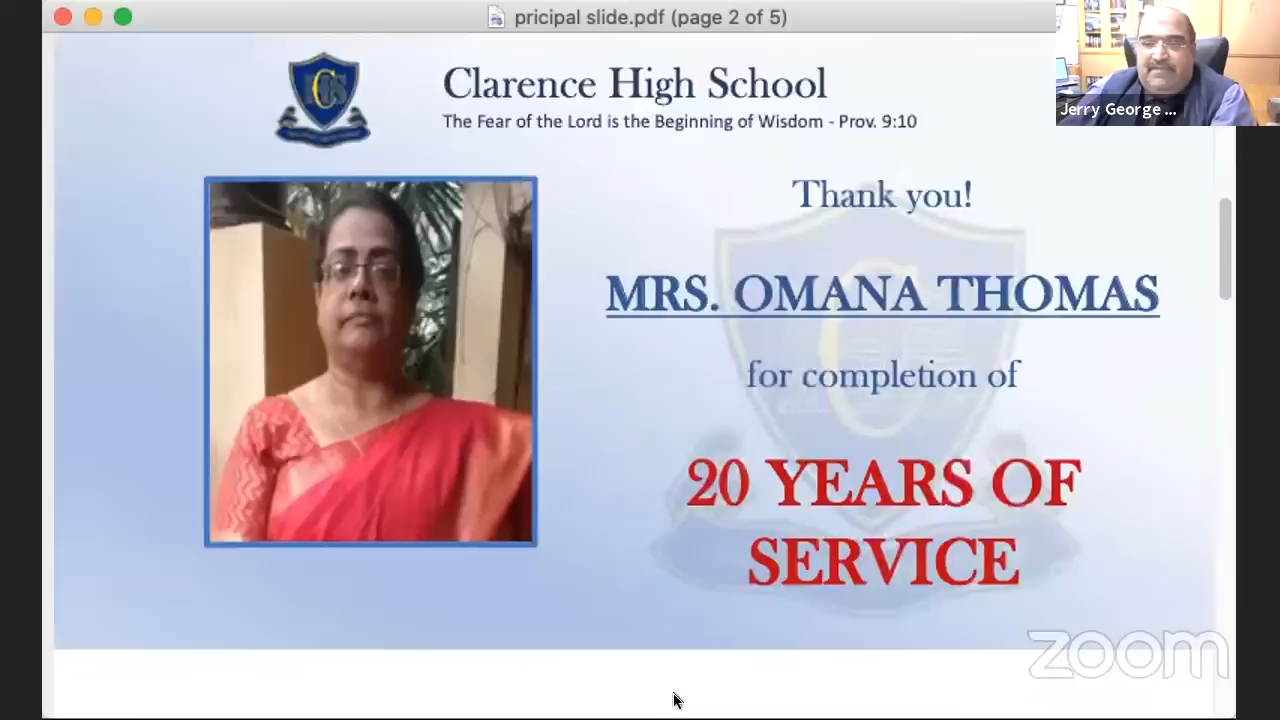 pricipal slide.pdf (page 2 of 5)
Clarence High School
The Fear of the Lord is the Beginning of Wisdom - Prov. 9:10
Jerry George ...
Thank you!
MRS. OMANA THOMAS
for completion of
20 YEARS OF
SERVICE
zoom